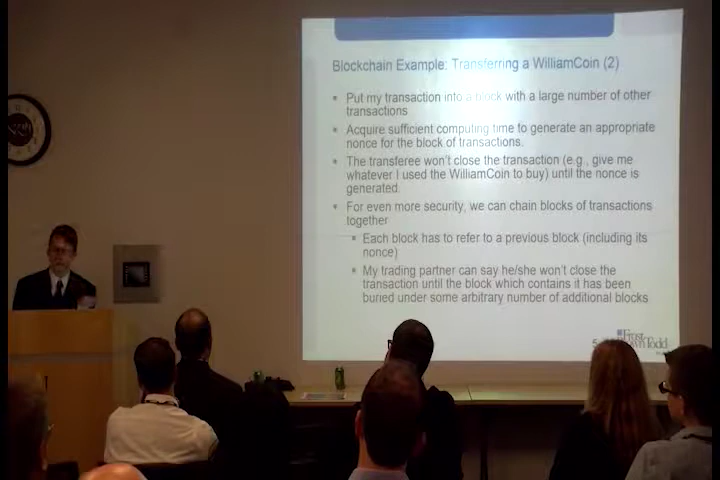 Blockchain Example: Transferring a WilliamCoin (2)
Put my transaction into a block with a large number of other
transactions
Acquire sufficient computing time to generate an appropriate
nonce for the block of transactions.
The transferee won't close the transaction (e.g., give me
whatever I used the WilliamCoin to buy) until the nonce is
generated.
For even more security, we can chain blocks of transactions
together
Each block has to refer to a previous block (including its
nonce)
My trading partner can say he/she won't close the
transaction until the block which contains it has been
buried under some arbitrary number of additional blocks
5
Frost
BrownTodd